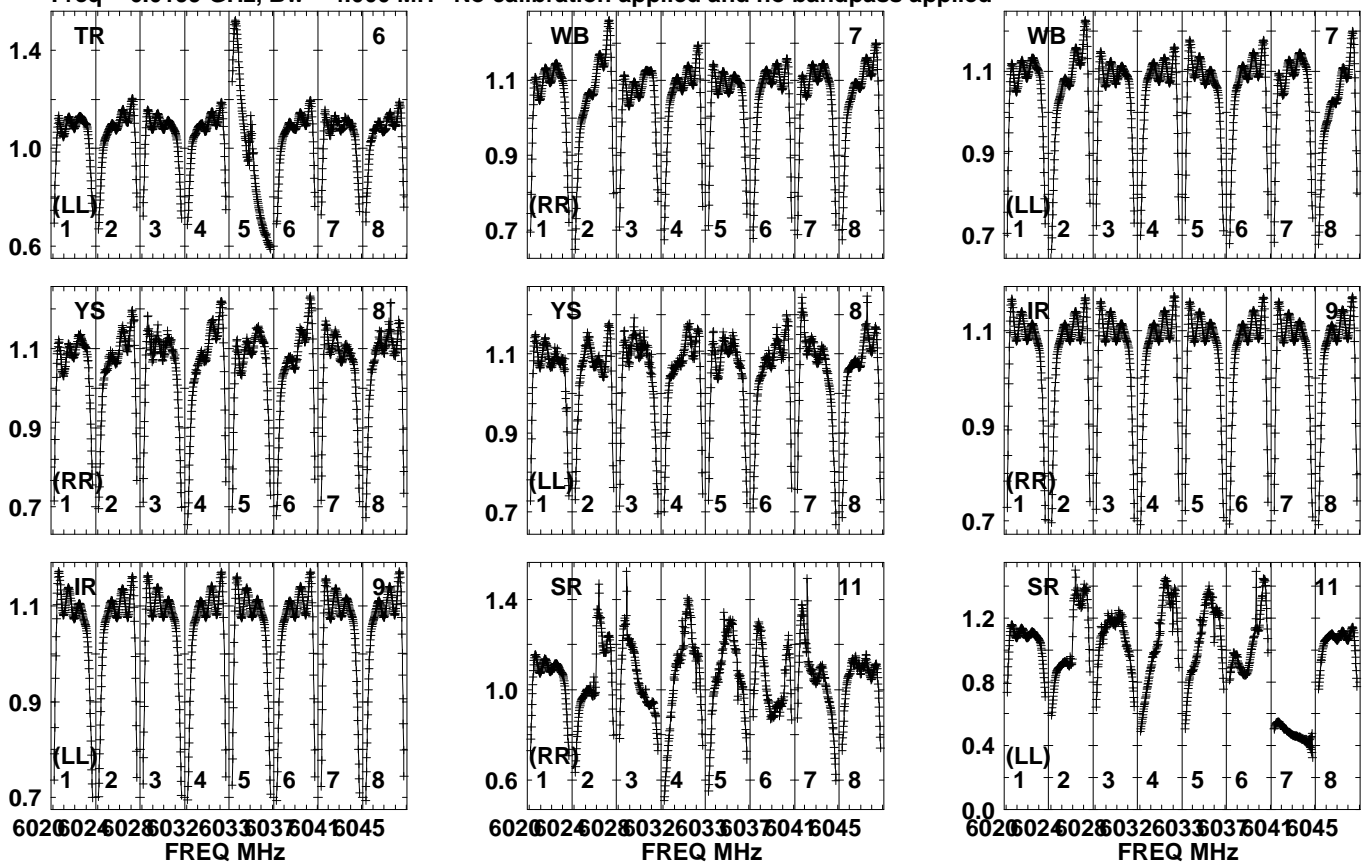 No calibration applied and no bandpass applied
1.4 TR 6
1.0
(LL)
0.6 1 2 3 4 5 6 7 8
WB 7
1.1
0.9
(RR)
0.7 1 2 3 4 5 6 7 8
WB 7
1.1
0.9
(LL)
0.7 1 2 3 4 5 6 7 8
YS 8
1.1
0.9
(RR)
0.7 1 2 3 4 5 6 7 8
YS 8
1.1
0.9
(LL)
0.7 1 2 3 4 5 6 7 8
IR 9
1.1
0.9
(RR)
0.7 1 2 3 4 5 6 7 8
IR 9
1.1
0.9
(LL)
0.7 1 2 3 4 5 6 7 8
6020 6024 6028 6032 6033 6037 6041 6045
FREQ MHz
SR 11
1.4
1.0
(RR)
0.6 1 2 3 4 5 6 7 8
6020 6024 6028 6032 6033 6037 6041 6045
FREQ MHz
SR 11
1.2
0.8
0.4
(LL)
1 2 3 4 5 6 7 8
0.0
6020 6024 6028 6032 6033 6037 6041 6045
FREQ MHz